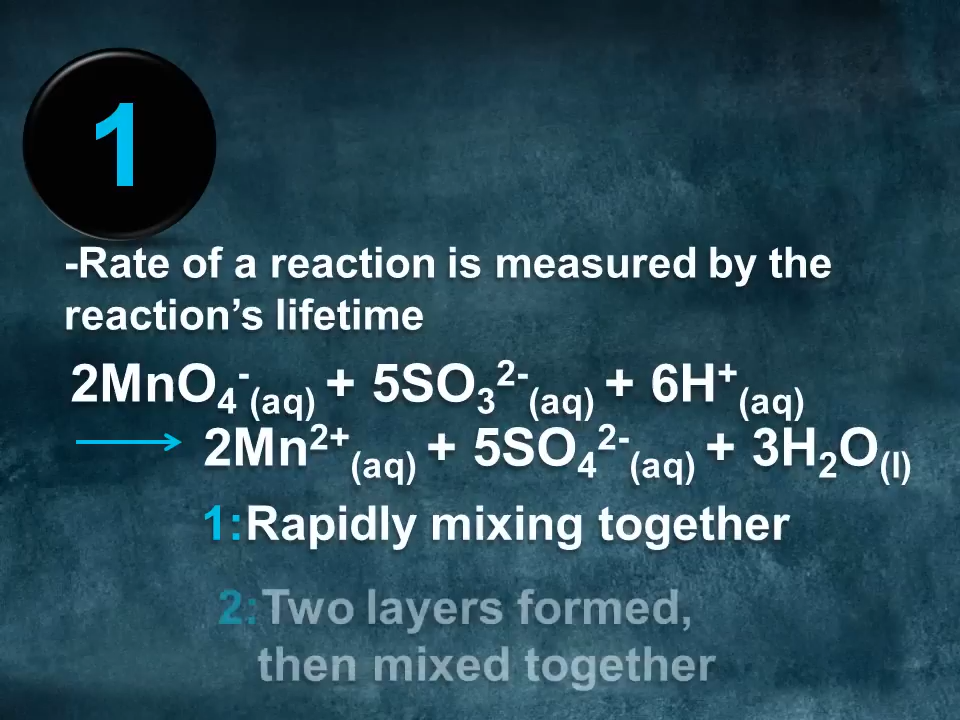 1
-Rate of a reaction is measured by the
reaction’s lifetime
2MnO₄⁻(aq) + 5SO₃²⁻(aq) + 6H⁺(aq)
2Mn²⁺(aq) + 5SO₄²⁻(aq) + 3H₂O(l)
1:Rapidly mixing together
2:Two layers formed,
then mixed together